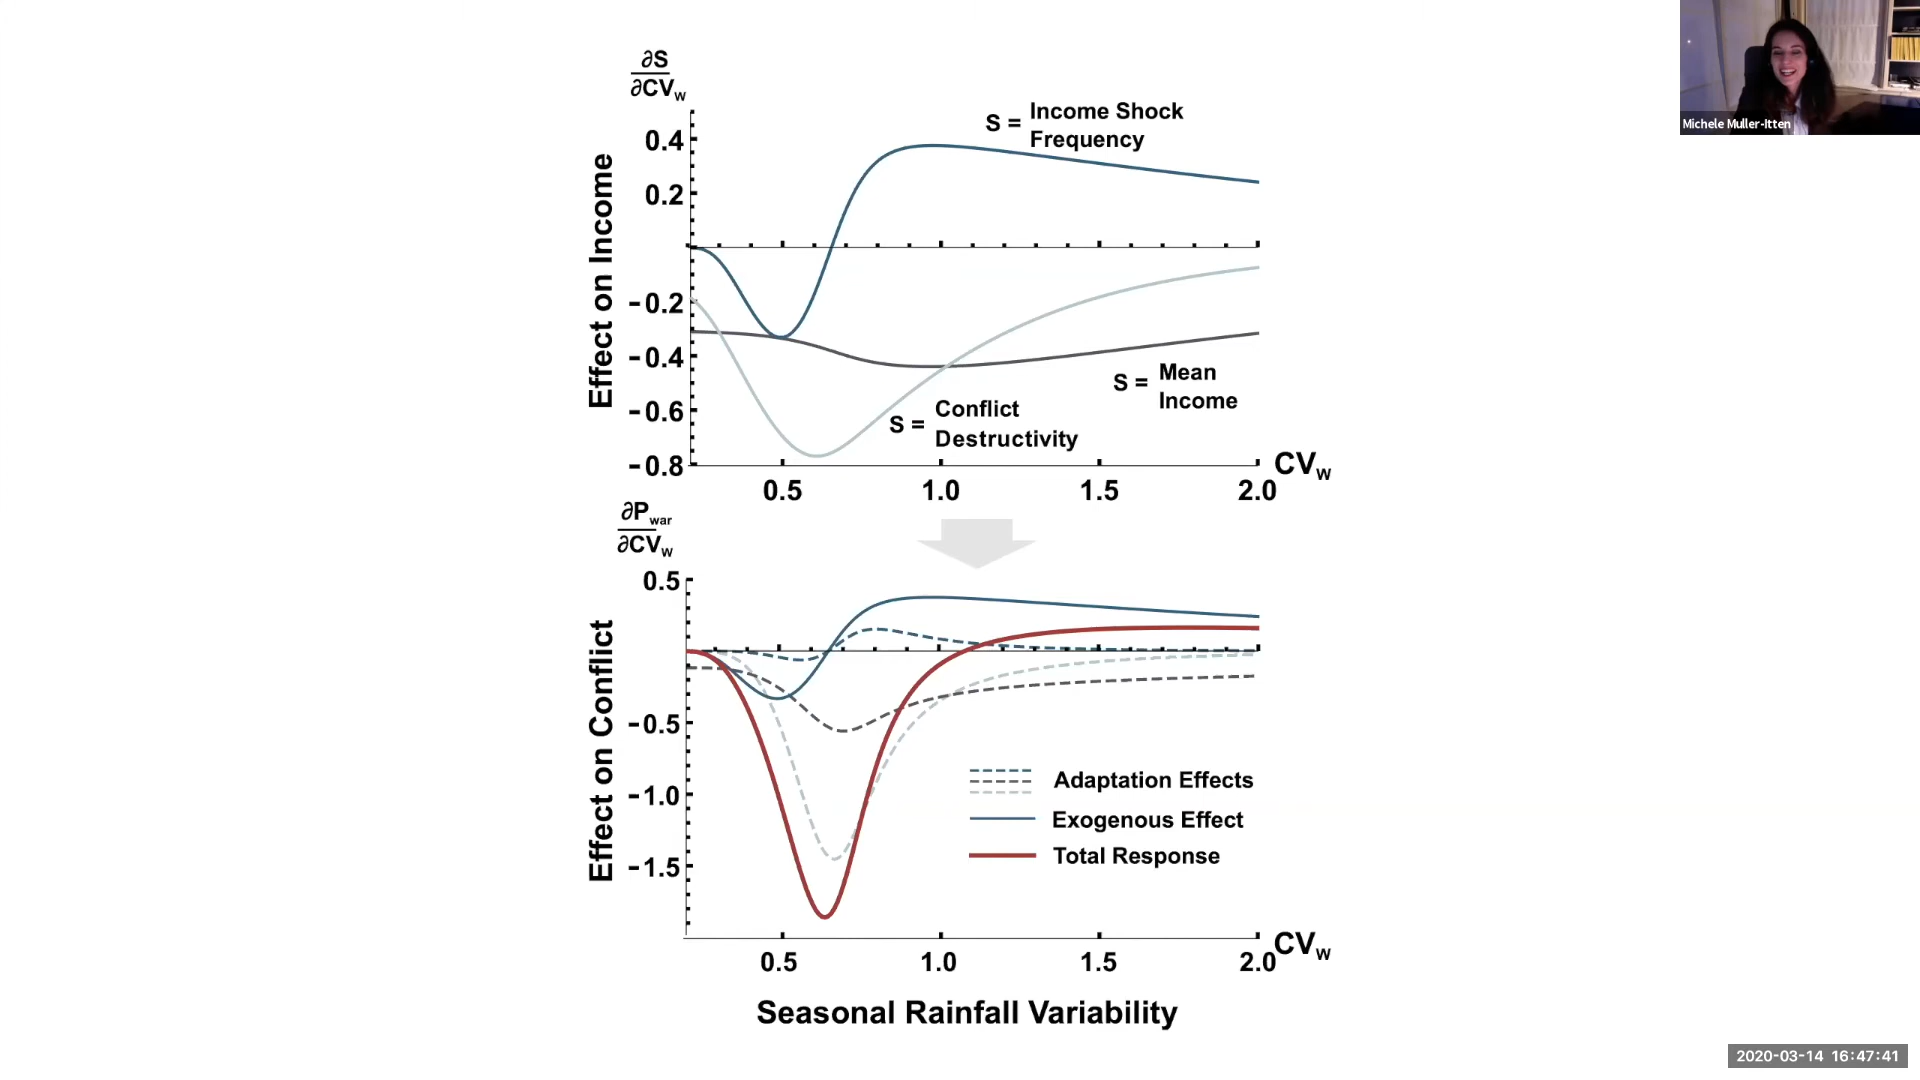 ∂S
∂CVw
S = Income Shock
Frequency
0.4
0.2
-0.2
-0.4
-0.6
-0.8
Effect on Income
S = Mean
Income
S = Conflict
Destructivity
0.5
1.0
1.5
2.0
CVw
∂Pwar
∂CVw
0.5
-0.5
-1.0
-1.5
Effect on Conflict
Adaptation Effects
Exogenous Effect
Total Response
0.5
1.0
1.5
2.0
CVw
Seasonal Rainfall Variability
Michele Muller-Itten
2020-03-14 16:47:41